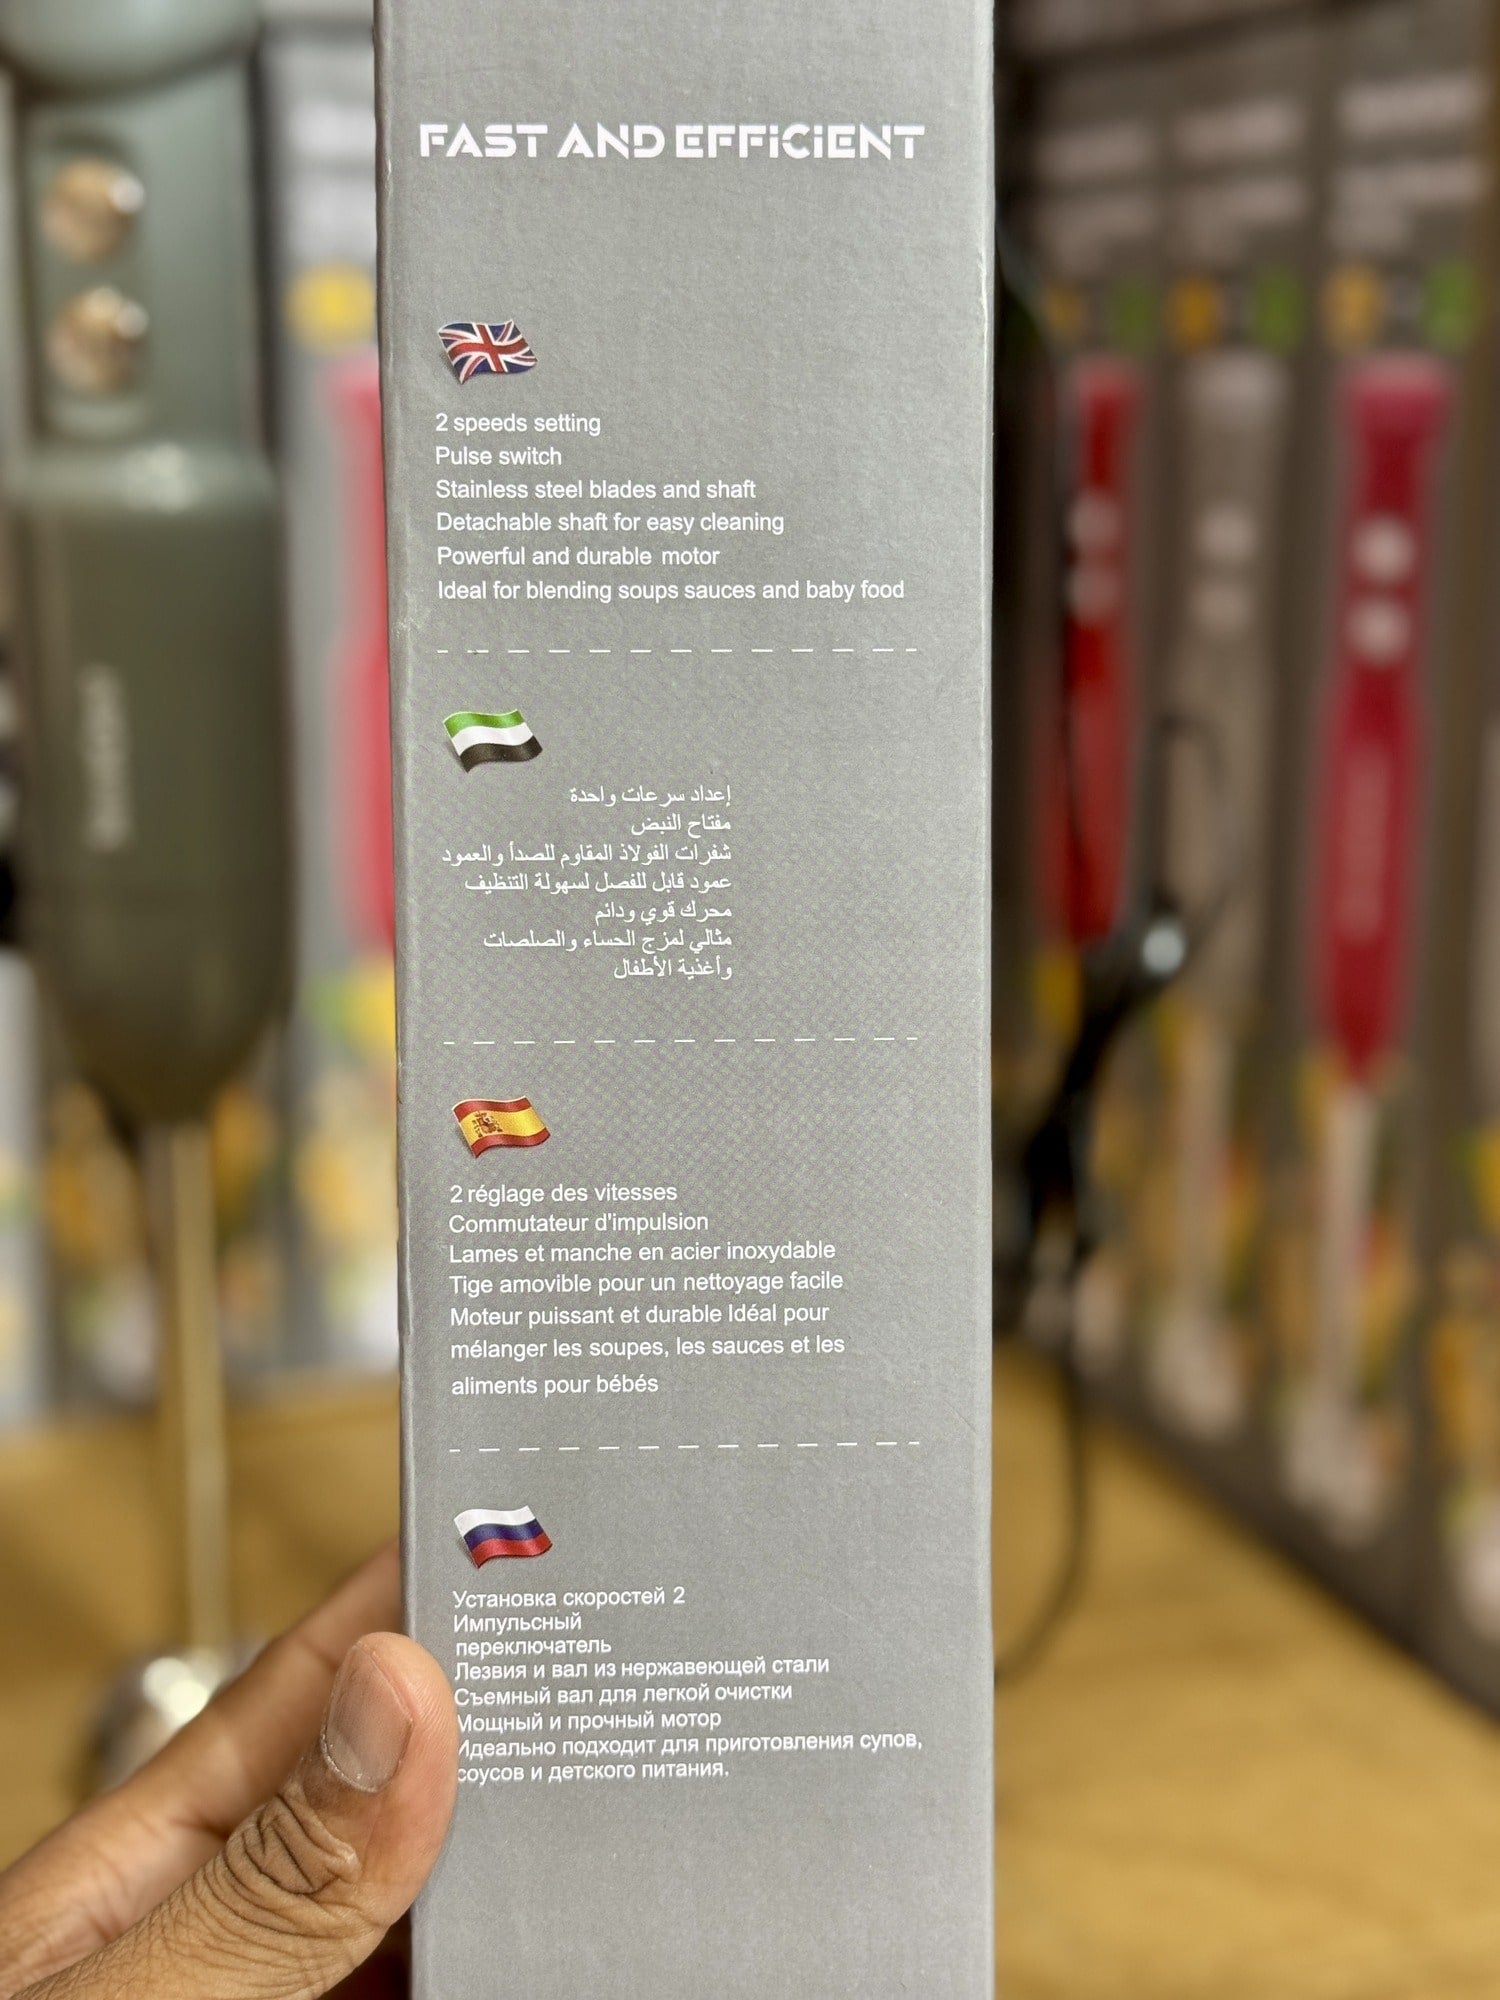 FAST AND EFFICIENT
2 speeds setting
Pulse switch
Stainless steel blades and shaft
Detachable shaft for easy cleaning
Powerful and durable motor
Ideal for blending soups sauces and baby food
إعداد سرعات واحدة
مفتاح النبض
شفرات الفولاذ المقاوم للصدأ والعمود
عمود قابل للفصل لسهولة التنظيف
محرك قوي ودائم
مثالي لمزج الحساء والصلصات
وأغذية الأطفال
2 réglage des vitesses
Commutateur d'impulsion
Lames et manche en acier inoxydable
Tige amovible pour un nettoyage facile
Moteur puissant et durable Idéal pour
mélanger les soupes, les sauces et les
aliments pour bébés
Установка скоростей 2
Импульсный
переключатель
Лезвия и вал из нержавеющей стали
Съемный вал для легкой очистки
Мощный и прочный мотор
Идеально подходит для приготовления супов,
соусов и детского питания.